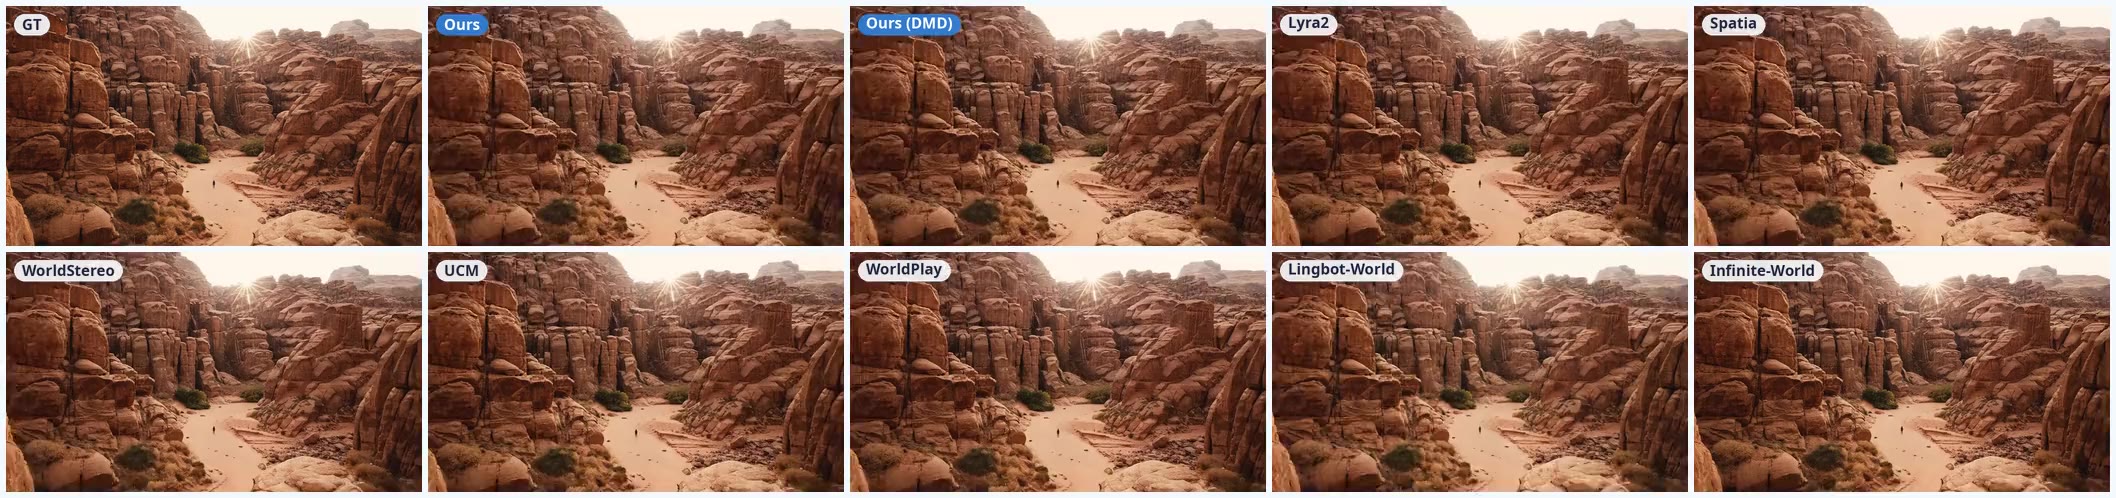 GT
Ours
Ours (DMD)
Lyra2
Spatia
WorldStereo
UCM
WorldPlay
Lingbot-World
Infinite-World